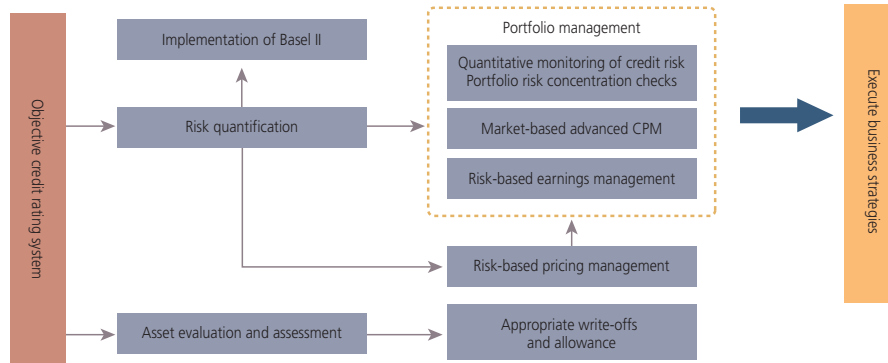 Objective credit rating system
Implementation of Basel II
Risk quantification
Asset evaluation and assessment
Portfolio management
Quantitative monitoring of credit risk
Portfolio risk concentration checks
Market-based advanced CPM
Risk-based earnings management
Risk-based pricing management
Appropriate write-offs
and allowance
Execute business strategies